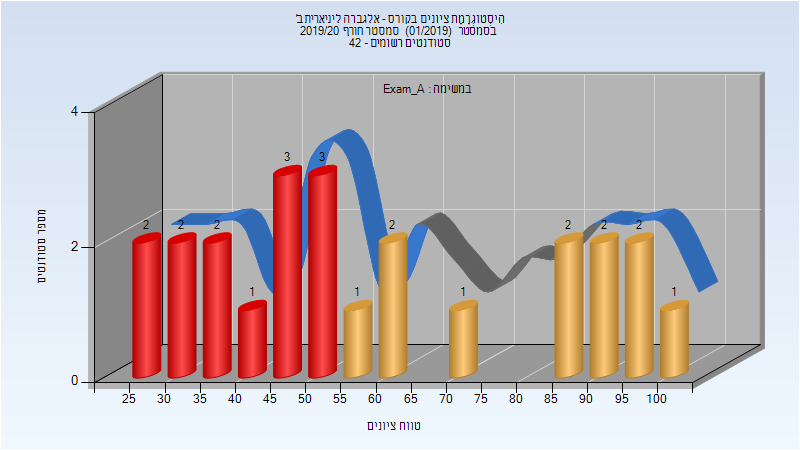 היסטוגרמת ציונים בקורס - אלגברה ליניארית ב'
בסמסטר (01/2019) סמסטר חורף 2019/20
סטודנטים רשומים - 42
במשימה : Exam_A
מספר סטודנטים
4
2
0
2
2
2
1
3
3
1
2
1
2
2
2
1
25 30 35 40 45 50 55 60 65 70 75 80 85 90 95 100
טווח ציונים